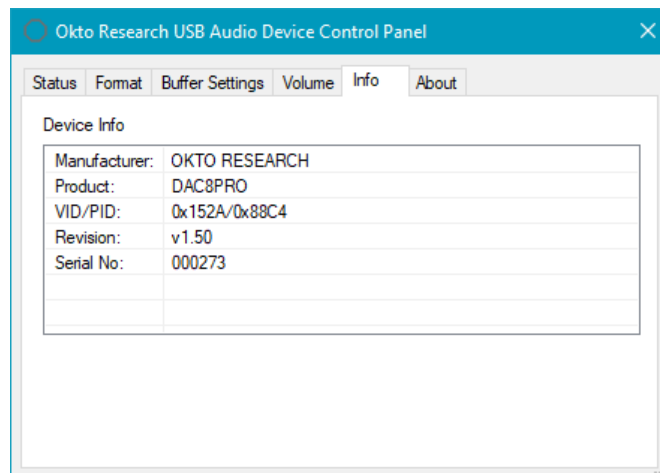 Okto Research USB Audio Device Control Panel
Status Format Buffer Settings Volume Info About
Device Info
Manufacturer: OKTO RESEARCH
Product: DAC8PRO
VID/PID: 0x152A/0x88C4
Revision: v1.50
Serial No: 000273